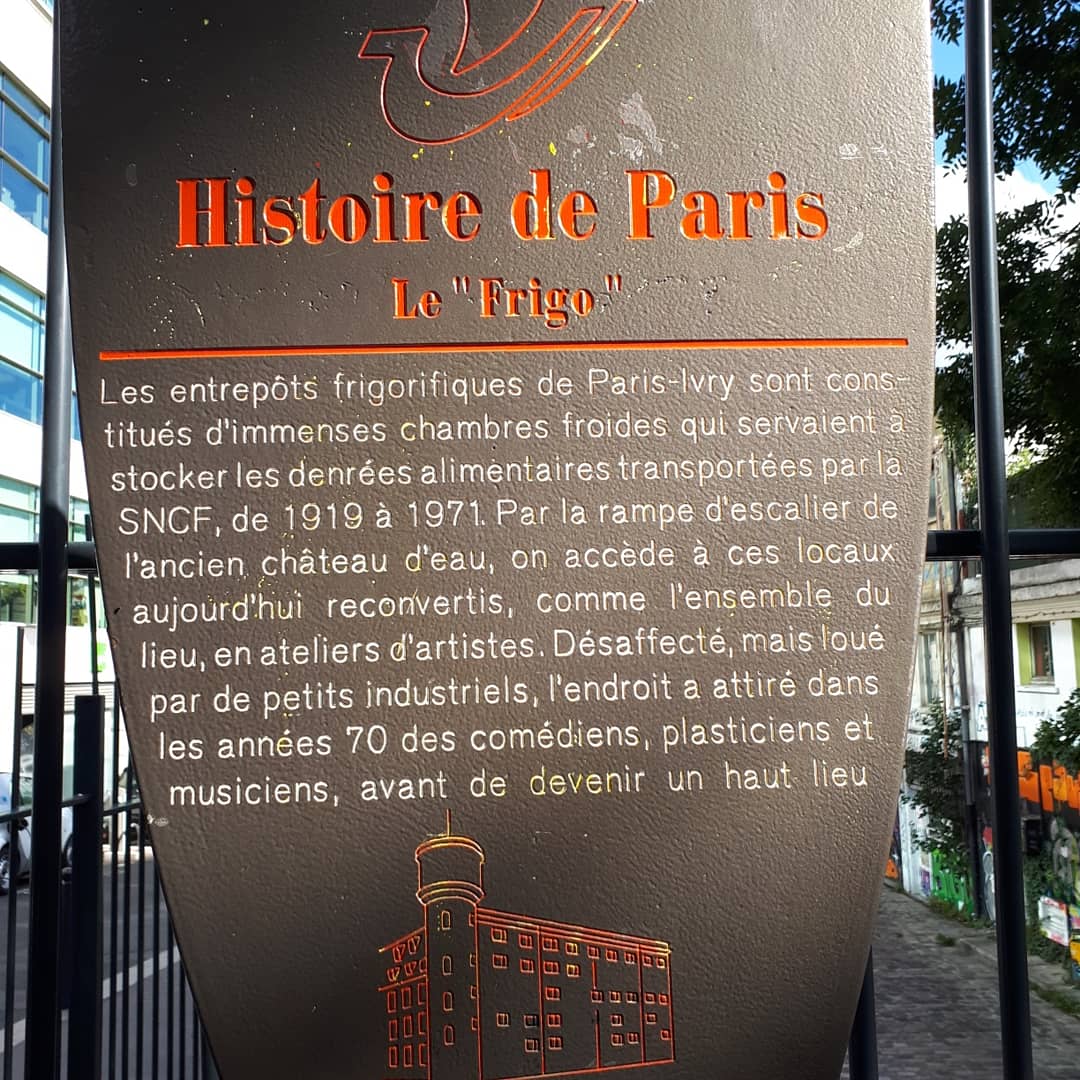 Histoire de Paris
Le "Frigo"
Les entrepôts frigorifiques de Paris-Ivry sont cons-
titués d'immenses chambres froides qui servaient à
stocker les denrées alimentaires transportées par la
SNCF, de 1919 à 1971. Par la rampe d'escalier de
l'ancien château d'eau, on accède à ces locaux
aujourd'hui reconvertis, comme l'ensemble du
lieu, en ateliers d'artistes. Désaffecté, mais loué
par de petits industriels, l'endroit a attiré dans
les années 70 des comédiens, plasticiens et
musiciens, avant de devenir un haut lieu